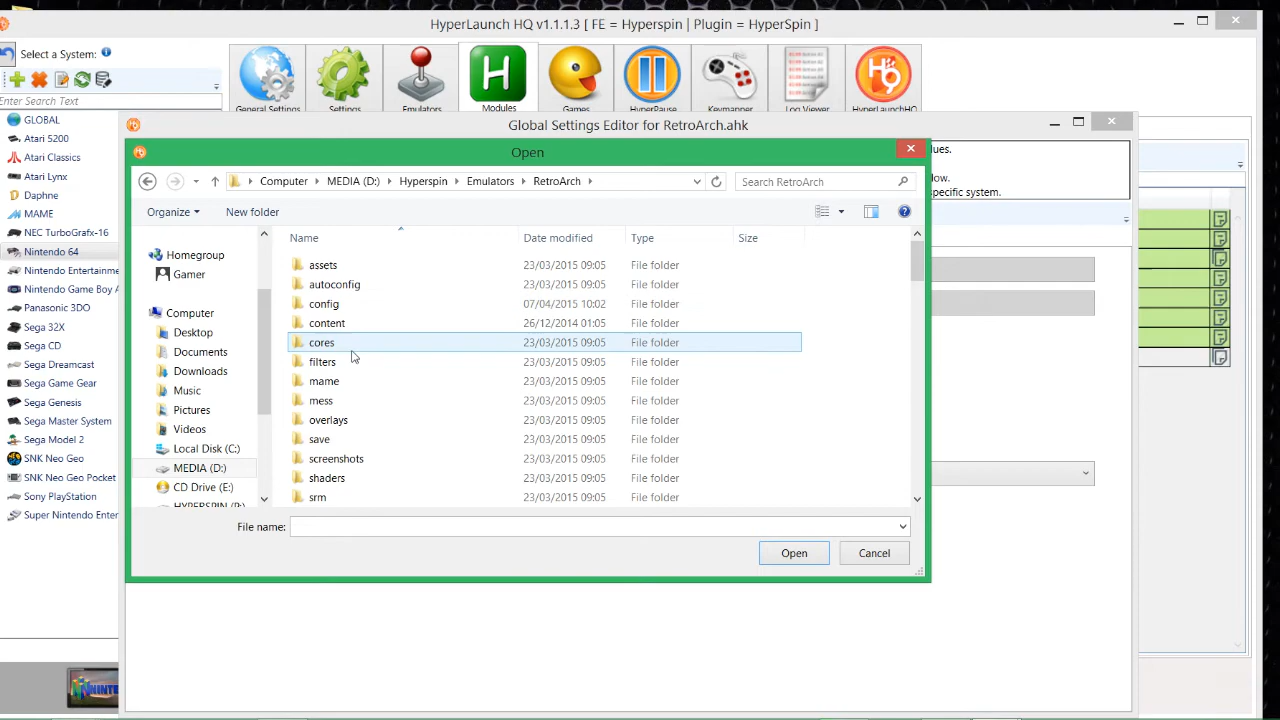 HyperLaunch HQ v1.1.1.3 [ FE = Hyperspin | Plugin = HyperSpin ]
Select a System:
General Settings
Settings
Emulators
H
Modules
Games
HyperPause
Keymapper
Log Viewer
HyperLaunchHQ
Enter Search Text
GLOBAL
Atari 5200
Atari Classics
Atari Lynx
Daphne
MAME
NEC TurboGrafx-16
Nintendo 64
Nintendo Entertainme
Nintendo Game Boy A
Panasonic 3DO
Sega 32X
Sega CD
Sega Dreamcast
Sega Game Gear
Sega Genesis
Sega Master System
Sega Model 2
SNK Neo Geo
SNK Neo Geo Pocket
Sony PlayStation
Super Nintendo Enter
Global Settings Editor for RetroArch.ahk
lues.
low.
specific system.
Open
Computer
MEDIA (D:)
Hyperspin
Emulators
RetroArch
Search RetroArch
Organize
New folder
Homegroup
Gamer
Computer
Desktop
Documents
Downloads
Music
Pictures
Videos
Local Disk (C:)
MEDIA (D:)
CD Drive (E:)
HYPERSPIN (P:)
Name Date modified Type Size
assets 23/03/2015 09:05 File folder
autoconfig 23/03/2015 09:05 File folder
config 07/04/2015 10:02 File folder
content 26/12/2014 01:05 File folder
cores 23/03/2015 09:05 File folder
filters 23/03/2015 09:05 File folder
mame 23/03/2015 09:05 File folder
mess 23/03/2015 09:05 File folder
overlays 23/03/2015 09:05 File folder
save 23/03/2015 09:05 File folder
screenshots 23/03/2015 09:05 File folder
shaders 23/03/2015 09:05 File folder
srm 23/03/2015 09:05 File folder
File name:
Open
Cancel